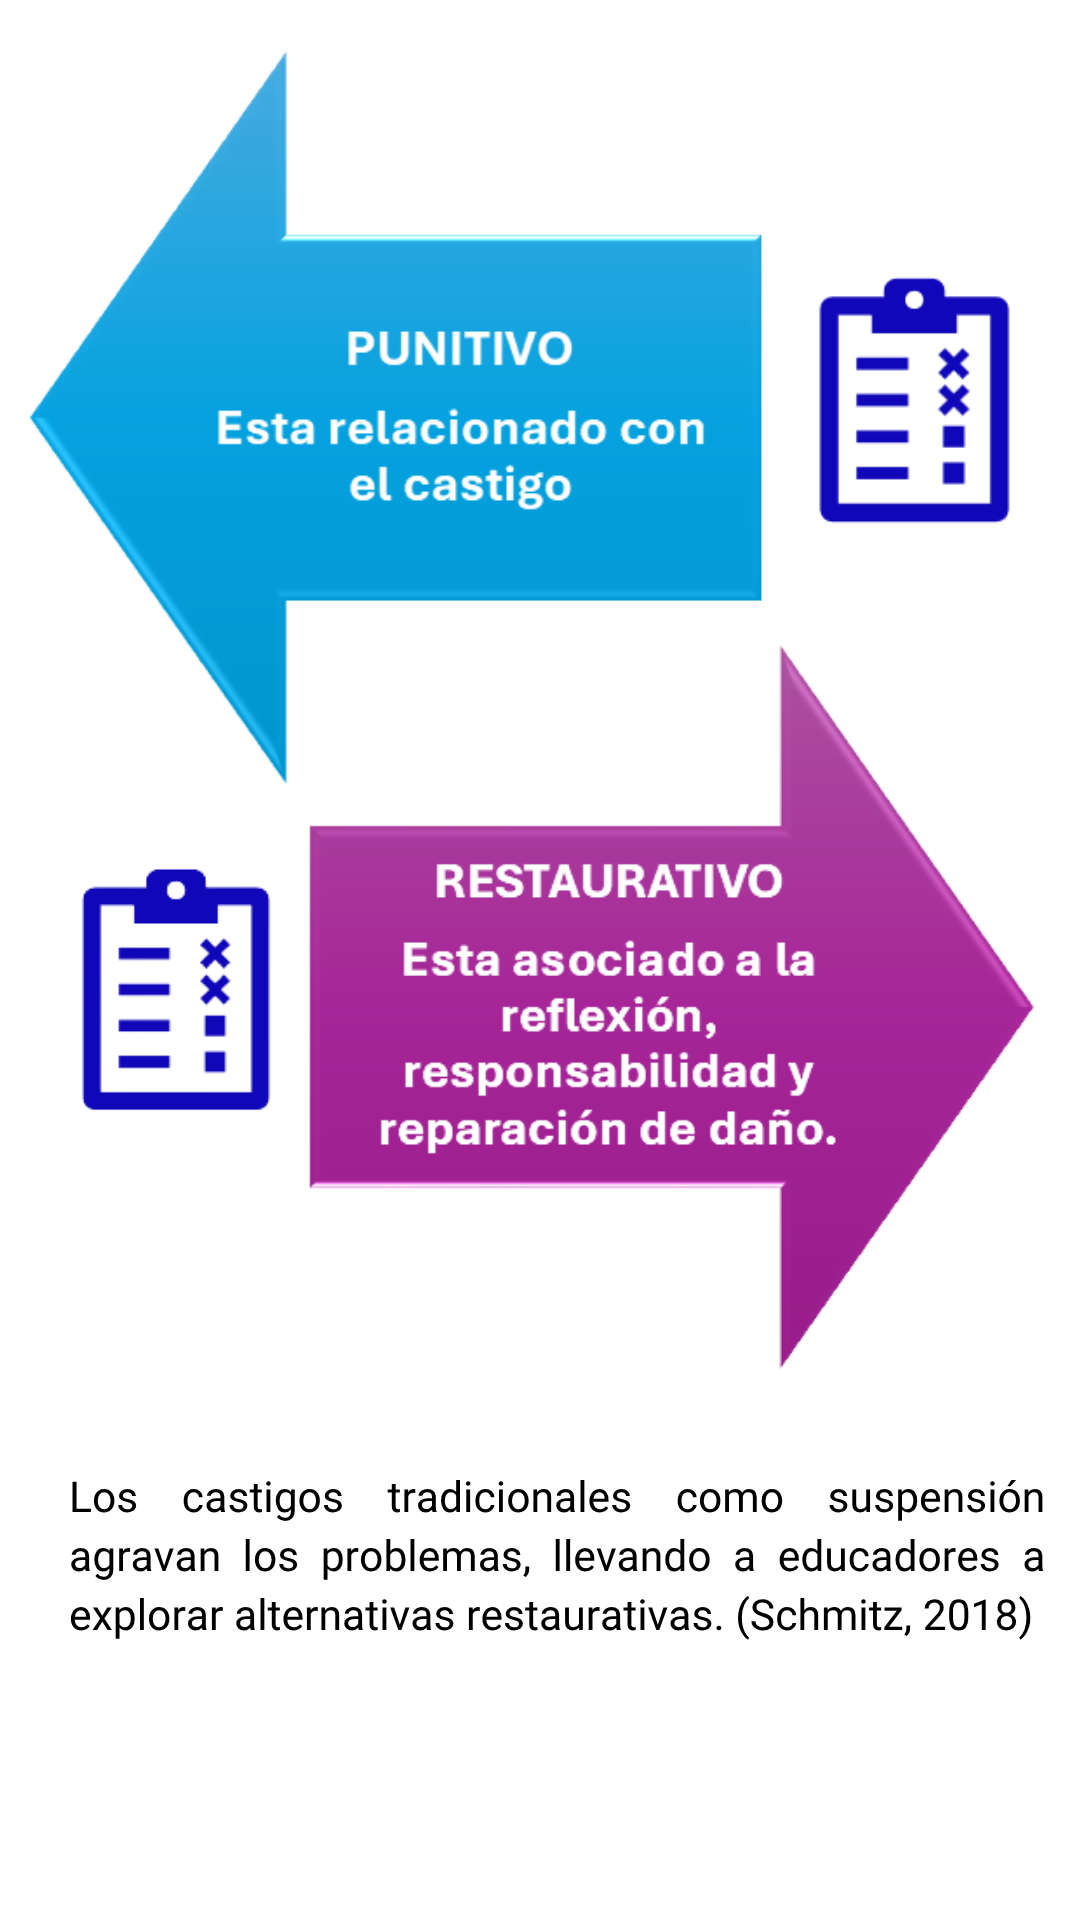 PUNITIVO
Esta relacionado con
el castigo
RESTAURATIVO
Esta asociado a la
reflexión,
responsabilidad y
reparación de daño.
Los castigos tradicionales como suspensión
agravan los problemas, llevando a educadores a
explorar alternativas restaurativas. (Schmitz, 2018)